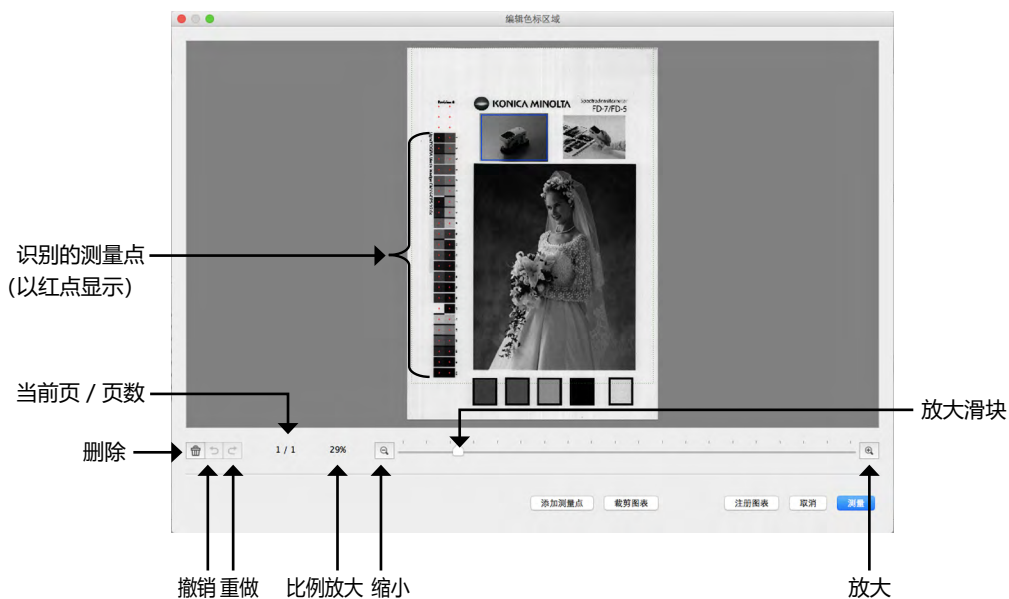 编辑色标区域
KONICA MINOLTA
FD-7/FD-5
识别的测量点
(以红点显示)
当前页 / 页数
放大滑块
删除
1 / 1
29%
添加测量点
裁剪图表
注册图表
取消
测量
撤销
重做
比例放大
缩小
放大